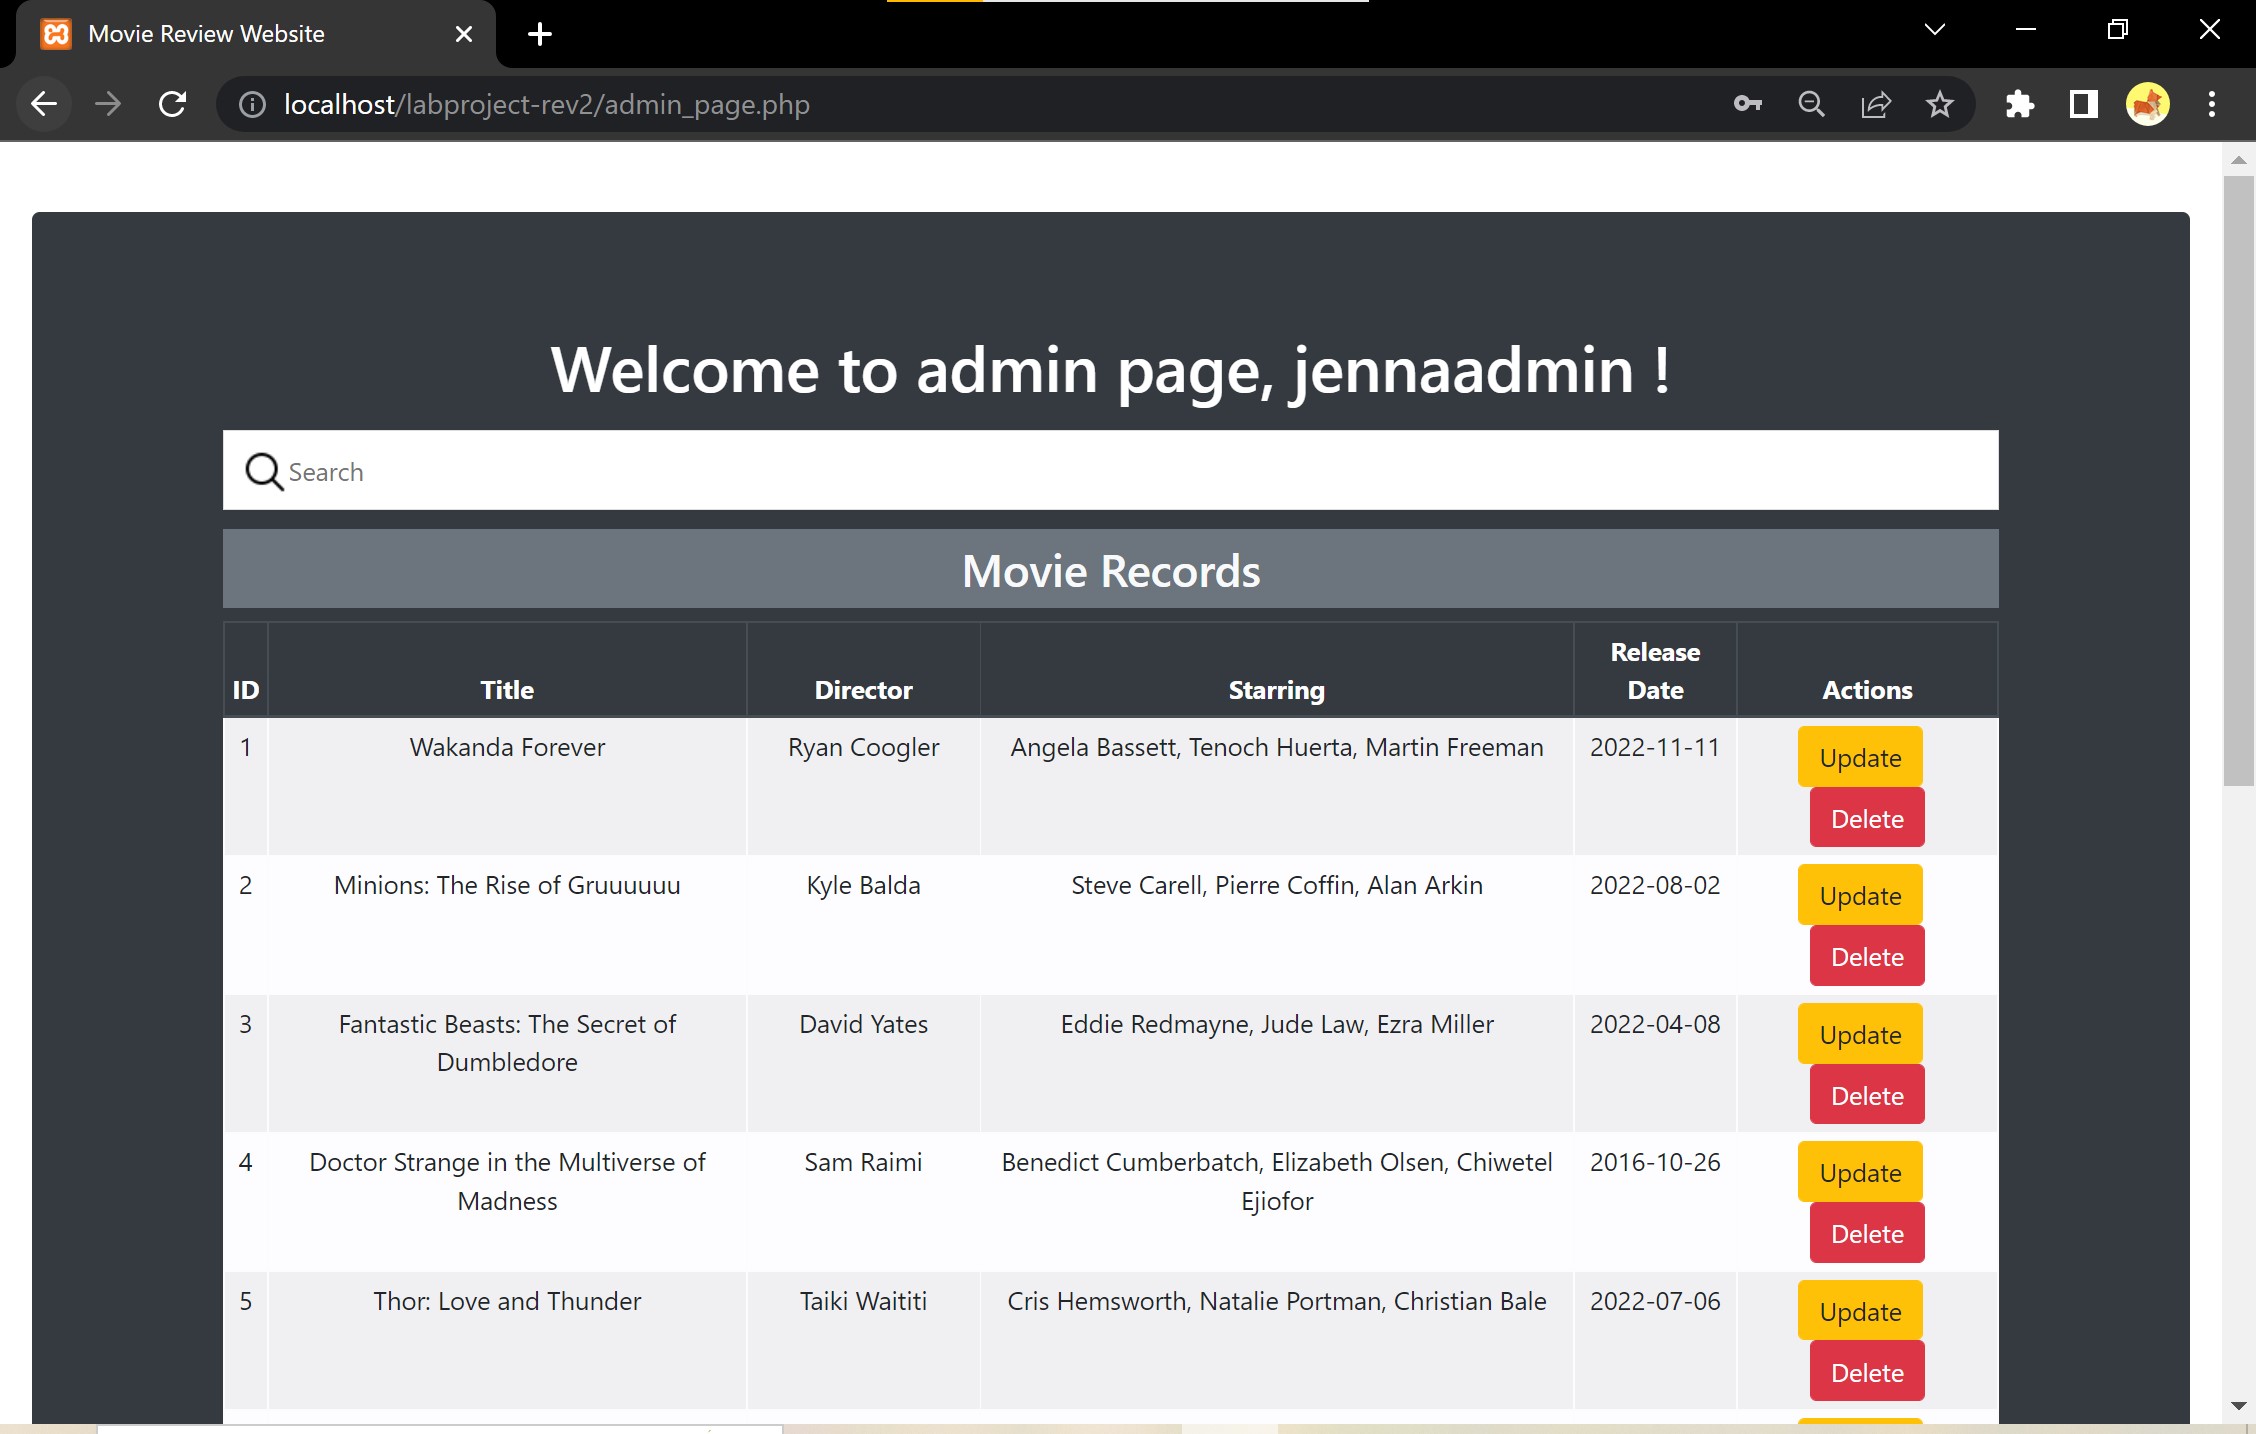 Movie Review Website
localhost/labproject-rev2/admin_page.php
Welcome to admin page, jennaadmin !
Search
Movie Records
ID Title Director Starring Release Date Actions
1 Wakanda Forever Ryan Coogler Angela Bassett, Tenoch Huerta, Martin Freeman 2022-11-11 Update
Delete
2 Minions: The Rise of Gruuuuuu Kyle Balda Steve Carell, Pierre Coffin, Alan Arkin 2022-08-02 Update
Delete
3 Fantastic Beasts: The Secret of David Yates Eddie Redmayne, Jude Law, Ezra Miller 2022-04-08 Update
Dumbledore
Delete
4 Doctor Strange in the Multiverse of Sam Raimi Benedict Cumberbatch, Elizabeth Olsen, Chiwetel 2016-10-26 Update
Madness Ejiofor
Delete
5 Thor: Love and Thunder Taiki Waititi Cris Hemsworth, Natalie Portman, Christian Bale 2022-07-06 Update
Delete